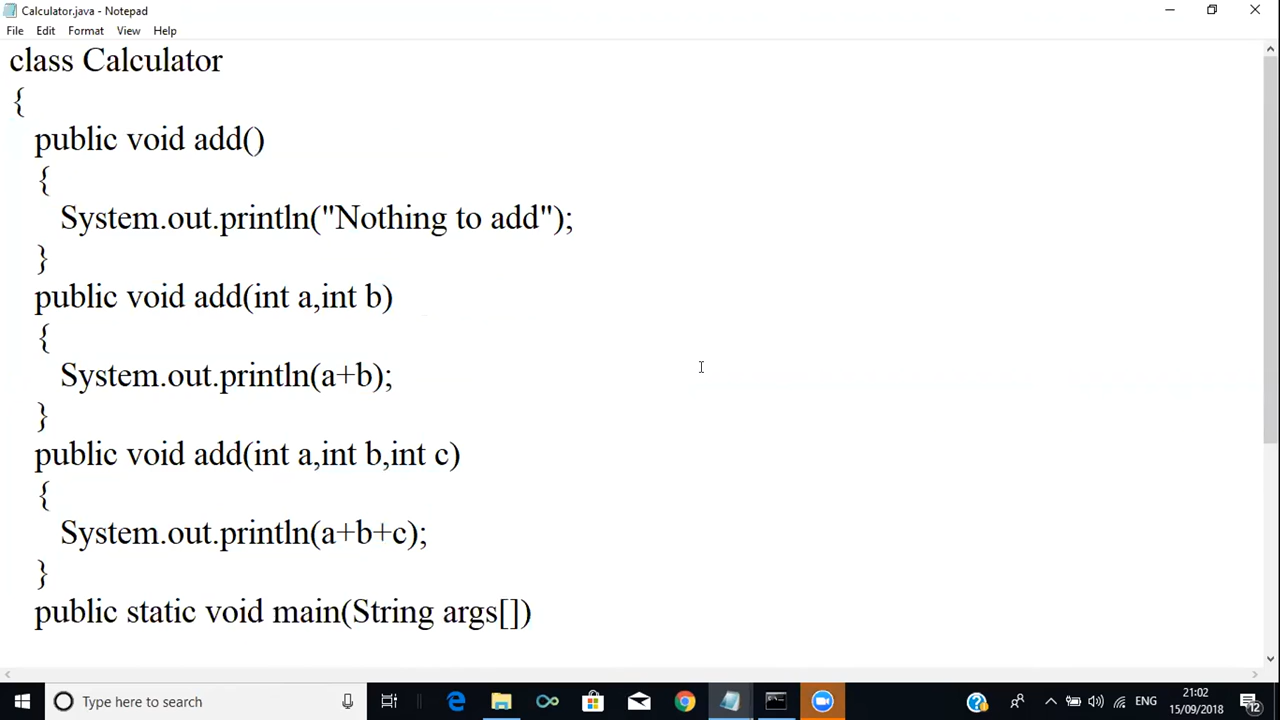 Calculator.java - Notepad
File Edit Format View Help
class Calculator
{
public void add()
{
System.out.println("Nothing to add");
}
public void add(int a,int b)
{
System.out.println(a+b);
}
public void add(int a,int b,int c)
{
System.out.println(a+b+c);
}
public static void main(String args[])
Type here to search
ENG
21:02
15/09/2018
12